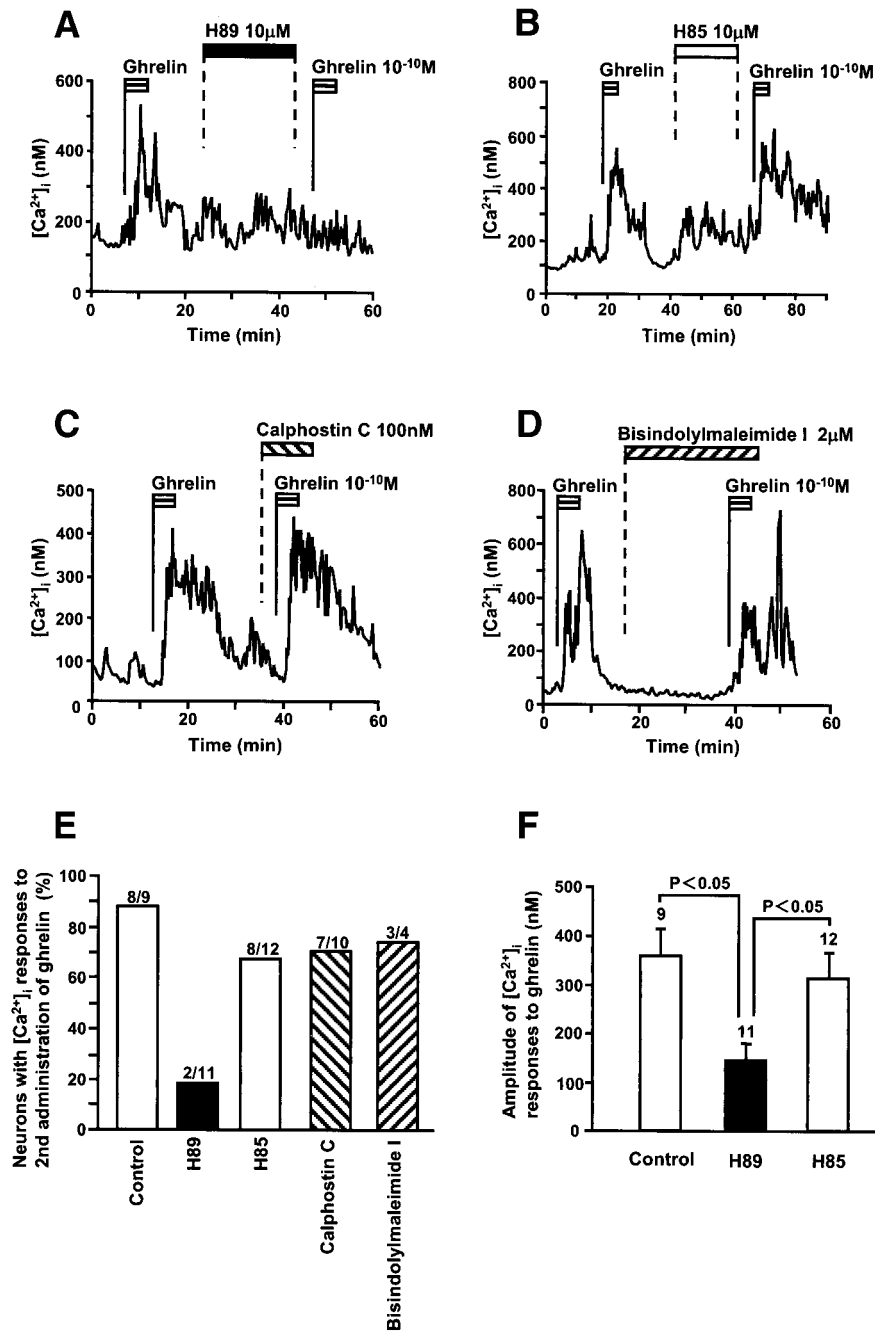 A
H89 10μM
Ghrelin
Ghrelin 10⁻¹⁰M
600
500
400
300
200
100
0
[Ca²⁺]ᵢ (nM)
0 20 40 60
Time (min)
B
H85 10μM
Ghrelin
Ghrelin 10⁻¹⁰M
800
600
400
200
0
[Ca²⁺]ᵢ (nM)
0 20 40 60 80
Time (min)
C
Calphostin C 100nM
Ghrelin
Ghrelin 10⁻¹⁰M
500
400
300
200
100
0
[Ca²⁺]ᵢ (nM)
0 20 40 60
Time (min)
D
Bisindolylmaleimide I 2μM
Ghrelin
Ghrelin 10⁻¹⁰M
800
600
400
200
0
[Ca²⁺]ᵢ (nM)
0 20 40 60
Time (min)
E
Neurons with [Ca²⁺]ᵢ responses to
2nd administration of ghrelin (%)
100
80
60
40
20
0
8/9
2/11
8/12
7/10
3/4
Control
H89
H85
Calphostin C
Bisindolylmaleimide I
F
Amplitude of [Ca²⁺]ᵢ
responses to ghrelin (nM)
500
400
300
200
100
0
P<0.05
P<0.05
9
11
12
Control H89 H85